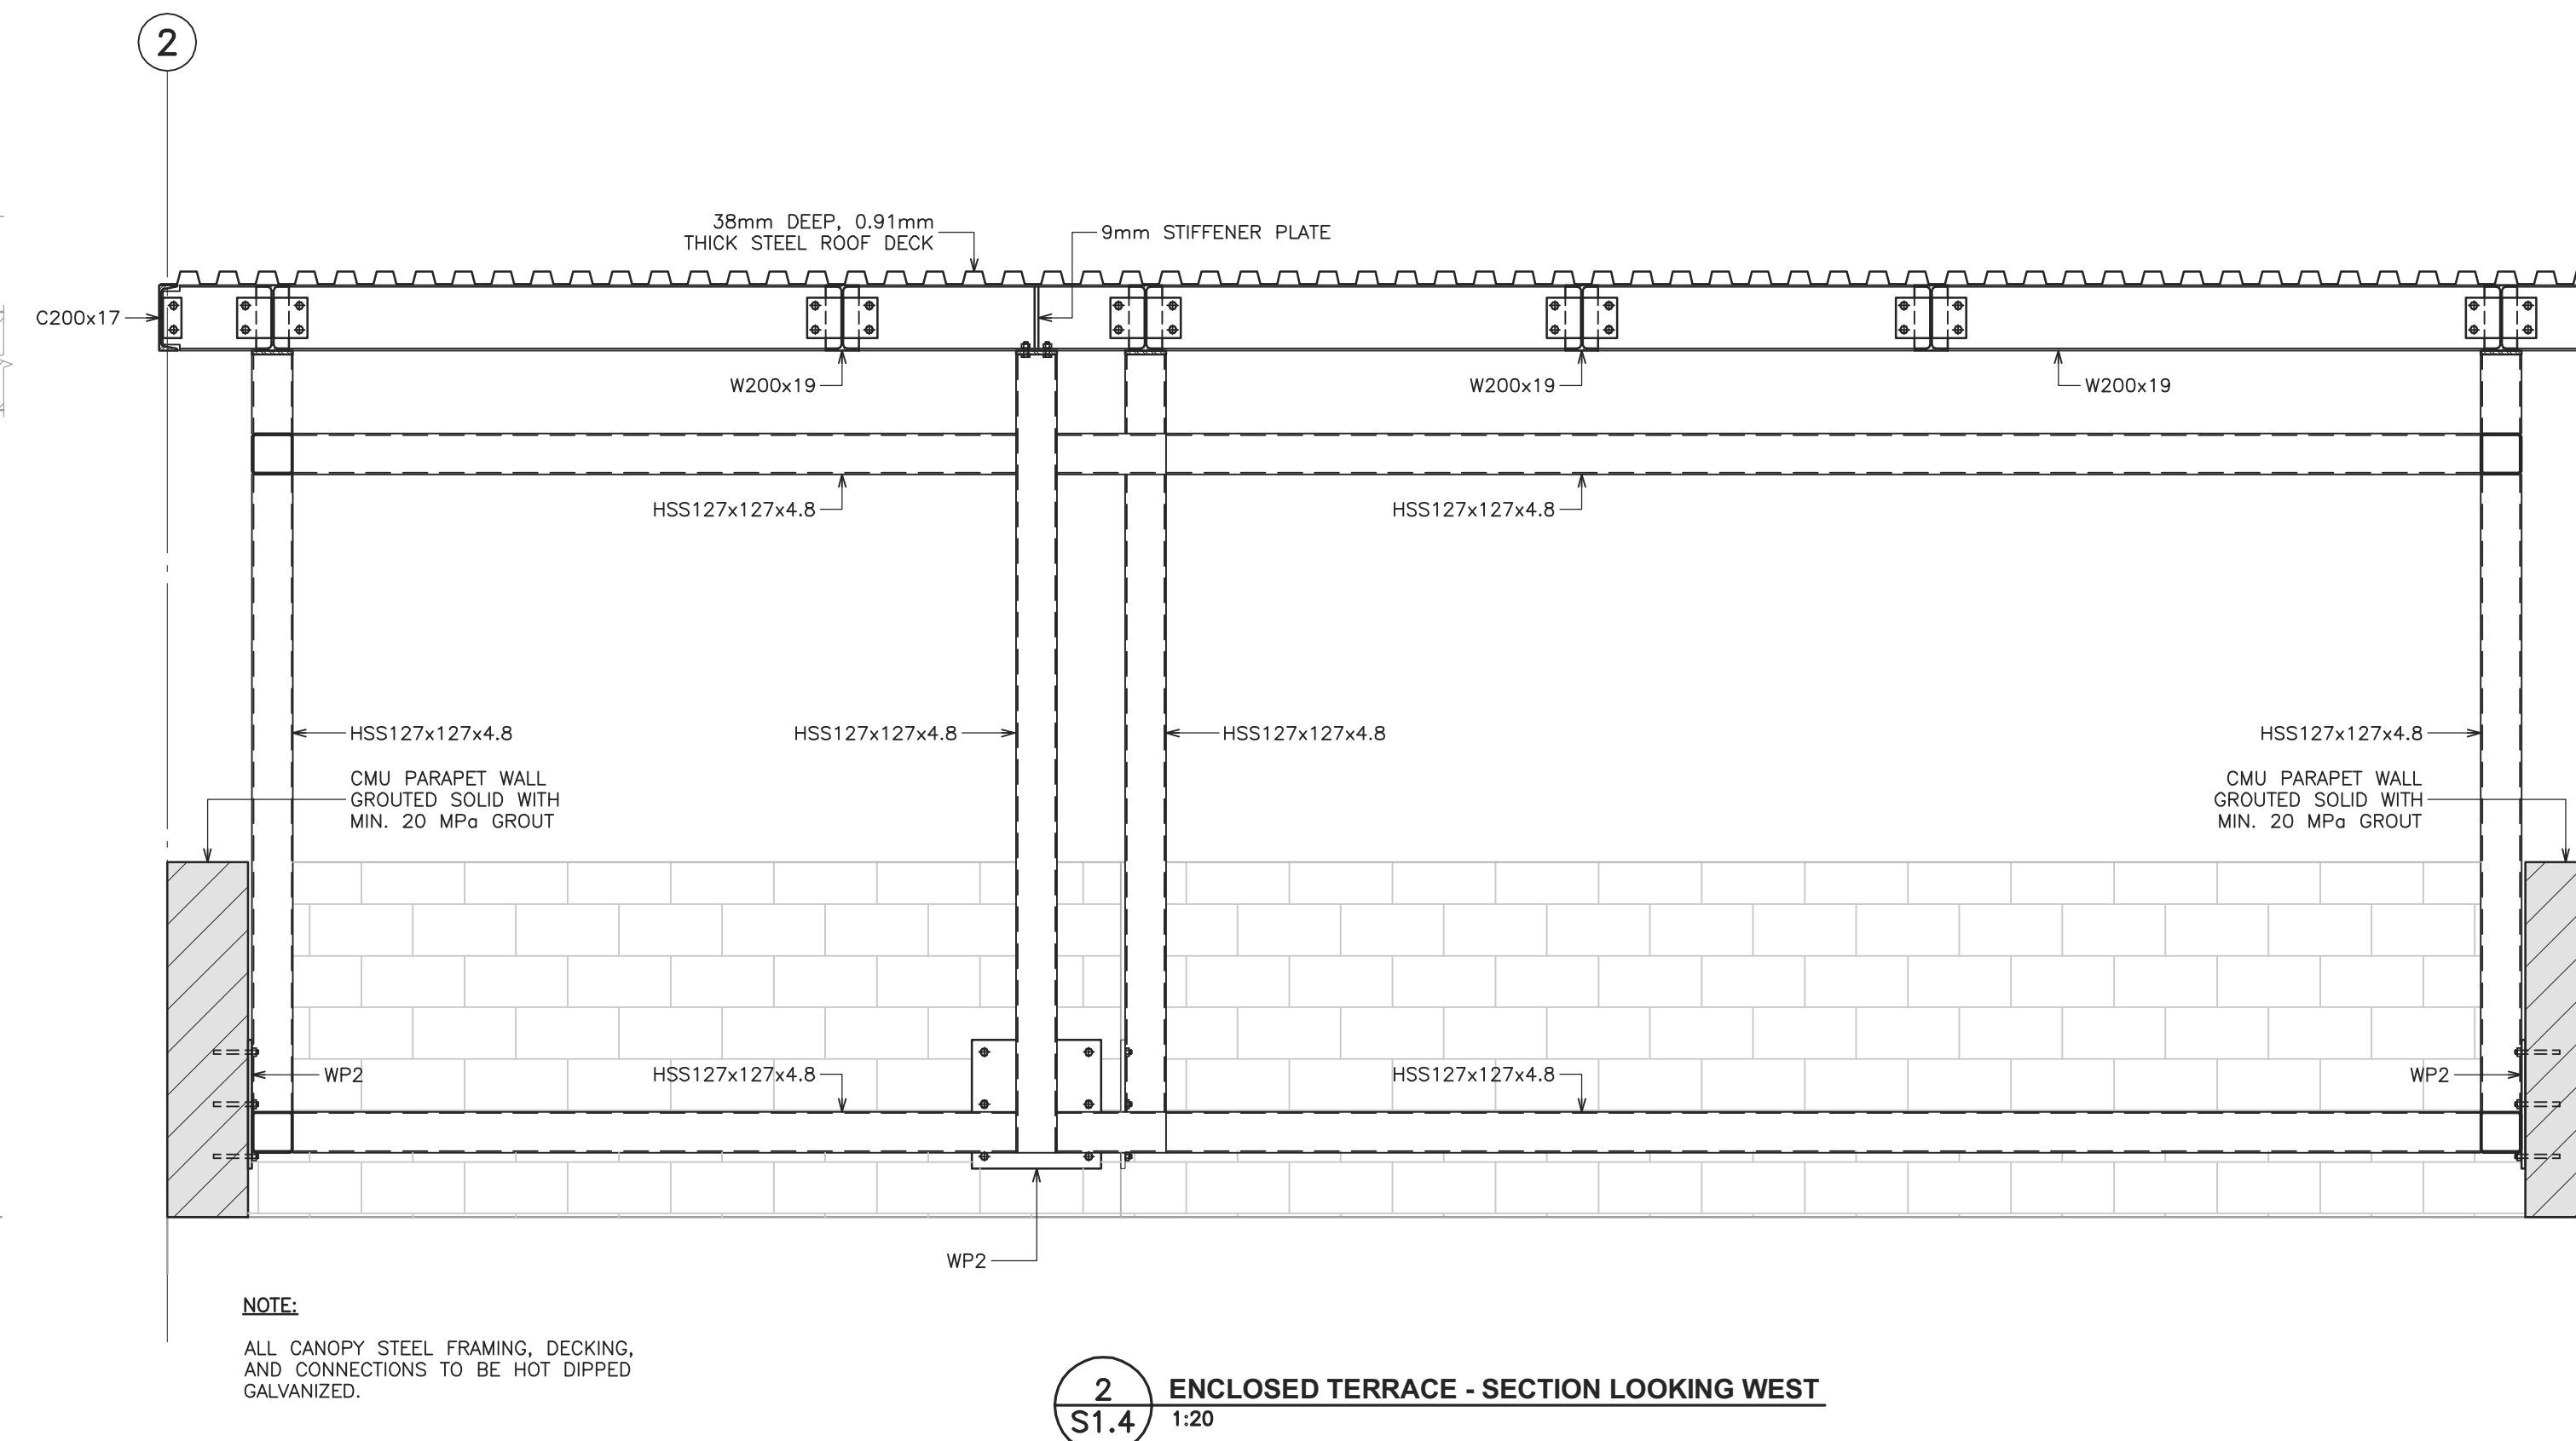 2
38mm DEEP, 0.91mm
THICK STEEL ROOF DECK
9mm STIFFENER PLATE
C200x17
W200x19
W200x19
W200x19
HSS127x127x4.8
HSS127x127x4.8
HSS127x127x4.8
HSS127x127x4.8
HSS127x127x4.8
HSS127x127x4.8
CMU PARAPET WALL
GROUTED SOLID WITH
MIN. 20 MPa GROUT
CMU PARAPET WALL
GROUTED SOLID WITH
MIN. 20 MPa GROUT
WP2
HSS127x127x4.8
HSS127x127x4.8
WP2
WP2
NOTE:
ALL CANOPY STEEL FRAMING, DECKING,
AND CONNECTIONS TO BE HOT DIPPED
GALVANIZED.
2
S1.4
ENCLOSED TERRACE - SECTION LOOKING WEST
1:20